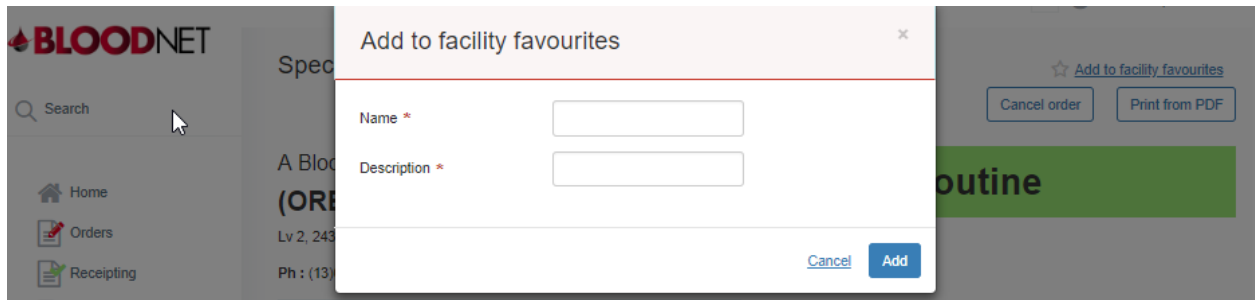 BLOODNET
Search
Home
Orders
Receipting
Spec
A Bloo
(ORE
Lv 2, 243
Ph : (13)
Add to facility favourites
×
Name *
Description *
Cancel
Add
Add to facility favourites
Cancel order
Print from PDF
outine